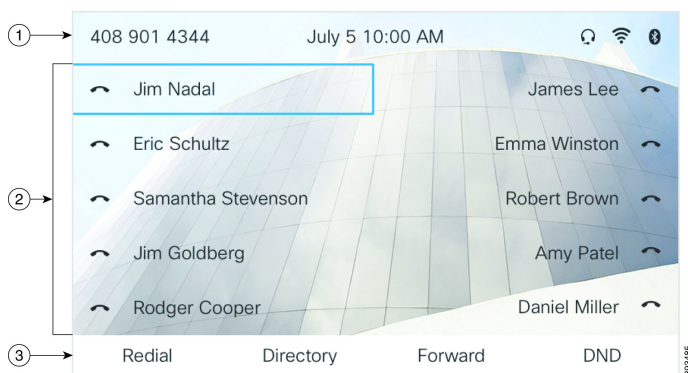 1
408 901 4344 July 5 10:00 AM
2
Jim Nadal James Lee
Eric Schultz Emma Winston
Samantha Stevenson Robert Brown
Jim Goldberg Amy Patel
Rodger Cooper Daniel Miller
3
Redial Directory Forward DND